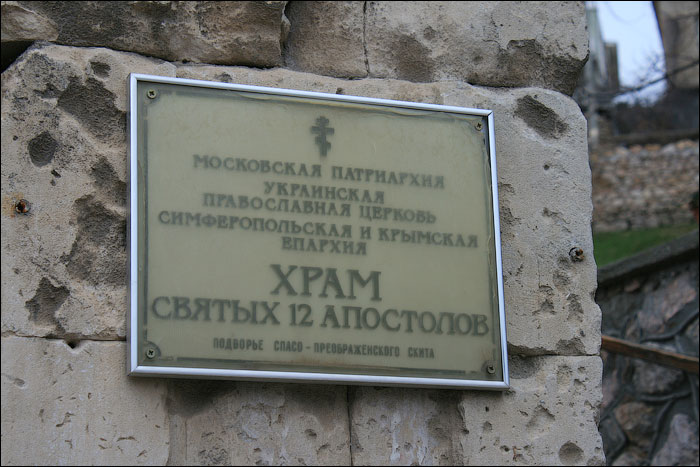 МОСКОВСКАЯ ПАТРИАРХИЯ
УКРАИНСКАЯ
ПРАВОСЛАВНАЯ ЦЕРКОВЬ
СИМФЕРОПОЛЬСКАЯ И КРЫМСКАЯ
ЕПАРХИЯ
ХРАМ
СВЯТЫХ 12 АПОСТОЛОВ
ПОДВОРЬЕ СПАСО - ПРЕОБРАЖЕНСКОГО СКИТА